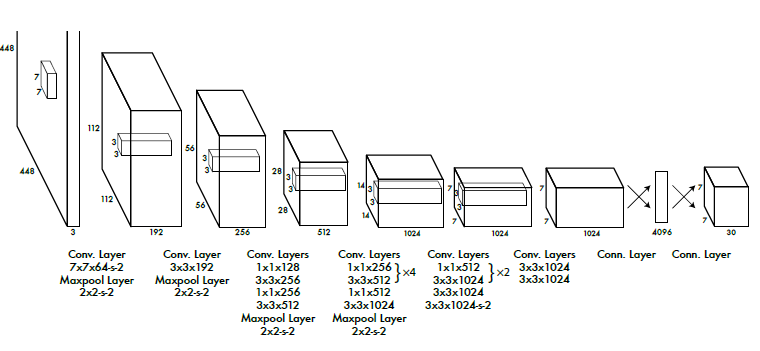 448
7
7
448
3
112
3
3
112
192
56
3
3
56
256
28
3
3
28
512
14
3
3
14
1024
7
3
3
7
1024
7
7
1024
4096
7
7
30
Conv. Layer
7x7x64-s-2
Maxpool Layer
2x2-s-2
Conv. Layer
3x3x192
Maxpool Layer
2x2-s-2
Conv. Layers
1x1x128
3x3x256
1x1x256
3x3x512
Maxpool Layer
2x2-s-2
Conv. Layers
1x1x256
3x3x512 }×4
1x1x512
3x3x1024
Maxpool Layer
2x2-s-2
Conv. Layers
1x1x512
3x3x1024 }×2
3x3x1024
3x3x1024-s-2
Conv. Layers
3x3x1024
3x3x1024
Conn. Layer
Conn. Layer